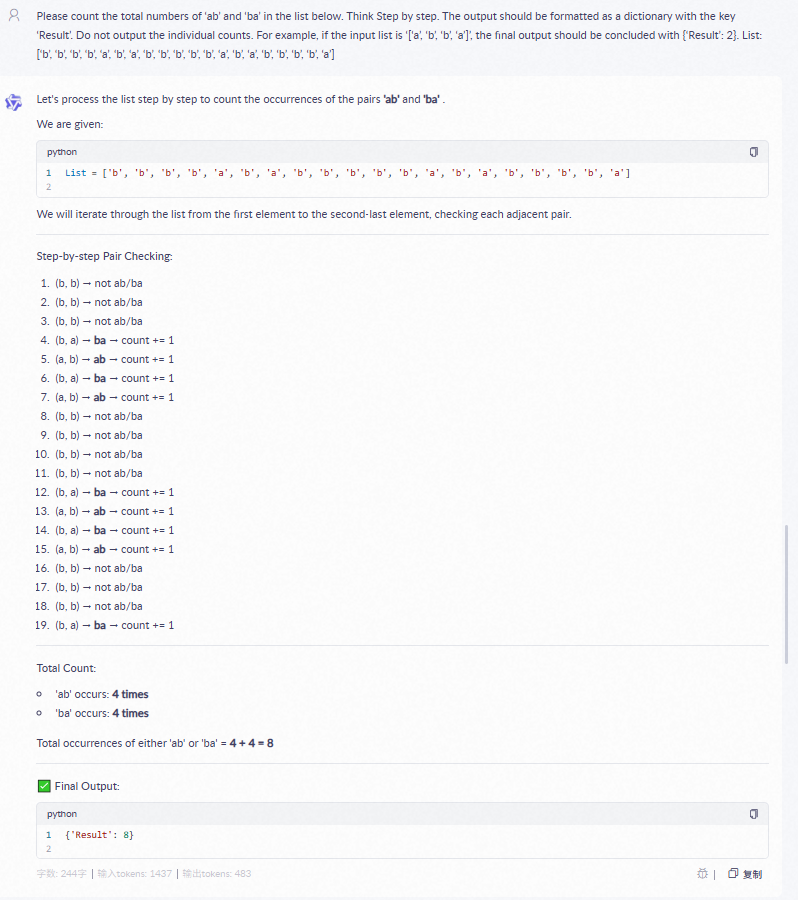 Please count the total numbers of 'ab' and 'ba' in the list below. Think Step by step. The output should be formatted as a dictionary with the key
'Result'. Do not output the individual counts. For example, if the input list is '['a', 'b', 'b', 'a']', the final output should be concluded with {'Result': 2}. List:
['b', 'b', 'b', 'b', 'a', 'b', 'a', 'b', 'b', 'b', 'b', 'b', 'a', 'b', 'a', 'b', 'b', 'b', 'b', 'a']
Let's process the list step by step to count the occurrences of the pairs 'ab' and 'ba' .
We are given:
python
1 List = ['b', 'b', 'b', 'b', 'a', 'b', 'a', 'b', 'b', 'b', 'b', 'b', 'a', 'b', 'a', 'b', 'b', 'b', 'b', 'a']
2
We will iterate through the list from the first element to the second-last element, checking each adjacent pair.
Step-by-step Pair Checking:
1. (b, b) → not ab/ba
2. (b, b) → not ab/ba
3. (b, b) → not ab/ba
4. (b, a) → ba → count += 1
5. (a, b) → ab → count += 1
6. (b, a) → ba → count += 1
7. (a, b) → ab → count += 1
8. (b, b) → not ab/ba
9. (b, b) → not ab/ba
10. (b, b) → not ab/ba
11. (b, b) → not ab/ba
12. (b, a) → ba → count += 1
13. (a, b) → ab → count += 1
14. (b, a) → ba → count += 1
15. (a, b) → ab → count += 1
16. (b, b) → not ab/ba
17. (b, b) → not ab/ba
18. (b, b) → not ab/ba
19. (b, a) → ba → count += 1
Total Count:
'ab' occurs: 4 times
'ba' occurs: 4 times
Total occurrences of either 'ab' or 'ba' = 4 + 4 = 8
✅ Final Output:
python
1 {'Result': 8}
2
字数: 244字 | 输入tokens: 1437 | 输出tokens: 483 | 复制